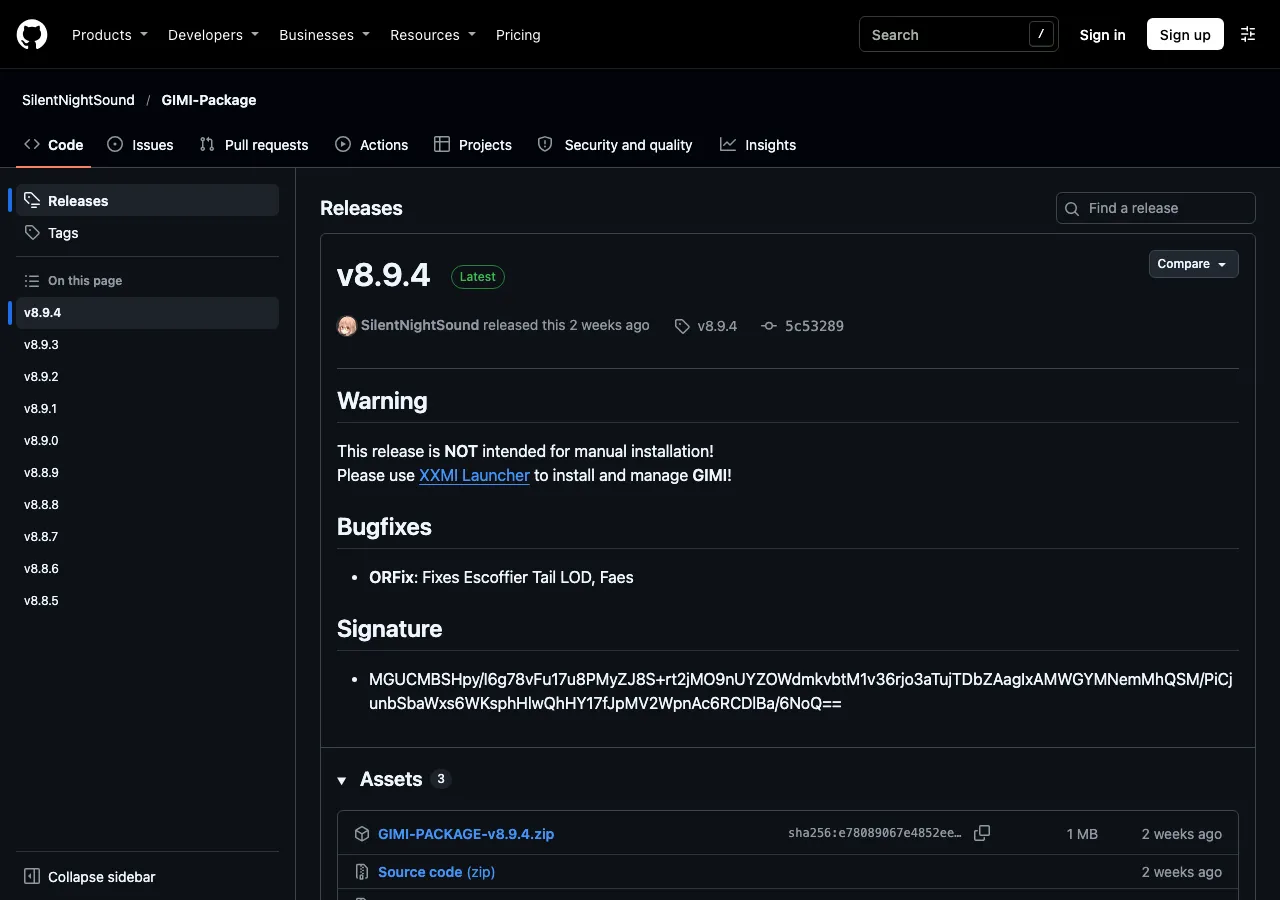 Products Developers Businesses Resources Pricing Search / Sign in Sign up
SilentNightSound / GIMI-Package
Code Issues Pull requests Actions Projects Security and quality Insights
Releases
Tags
On this page
v8.9.4
v8.9.3
v8.9.2
v8.9.1
v8.9.0
v8.8.9
v8.8.8
v8.8.7
v8.8.6
v8.8.5
Collapse sidebar
Releases Find a release
v8.9.4 Latest Compare
SilentNightSound released this 2 weeks ago v8.9.4 5c53289
Warning
This release is NOT intended for manual installation!
Please use XXMI Launcher to install and manage GIMI!
Bugfixes
• ORFix: Fixes Escoffier Tail LOD, Faes
Signature
• MGUCMBSHpy/l6g78vFu17u8PMyZJ8S+rt2jMO9nUYZOWdmkvbtM1v36rjo3aTujTDbZAagIxAMWGYMNemMhQSM/PiCj
unbSbaWxs6WKsphHlwQhHY17fJpMV2WpnAc6RCDlBa/6NoQ==
Assets 3
GIMI-PACKAGE-v8.9.4.zip sha256:e78089067e4852ee… 1 MB 2 weeks ago
Source code (zip) 2 weeks ago